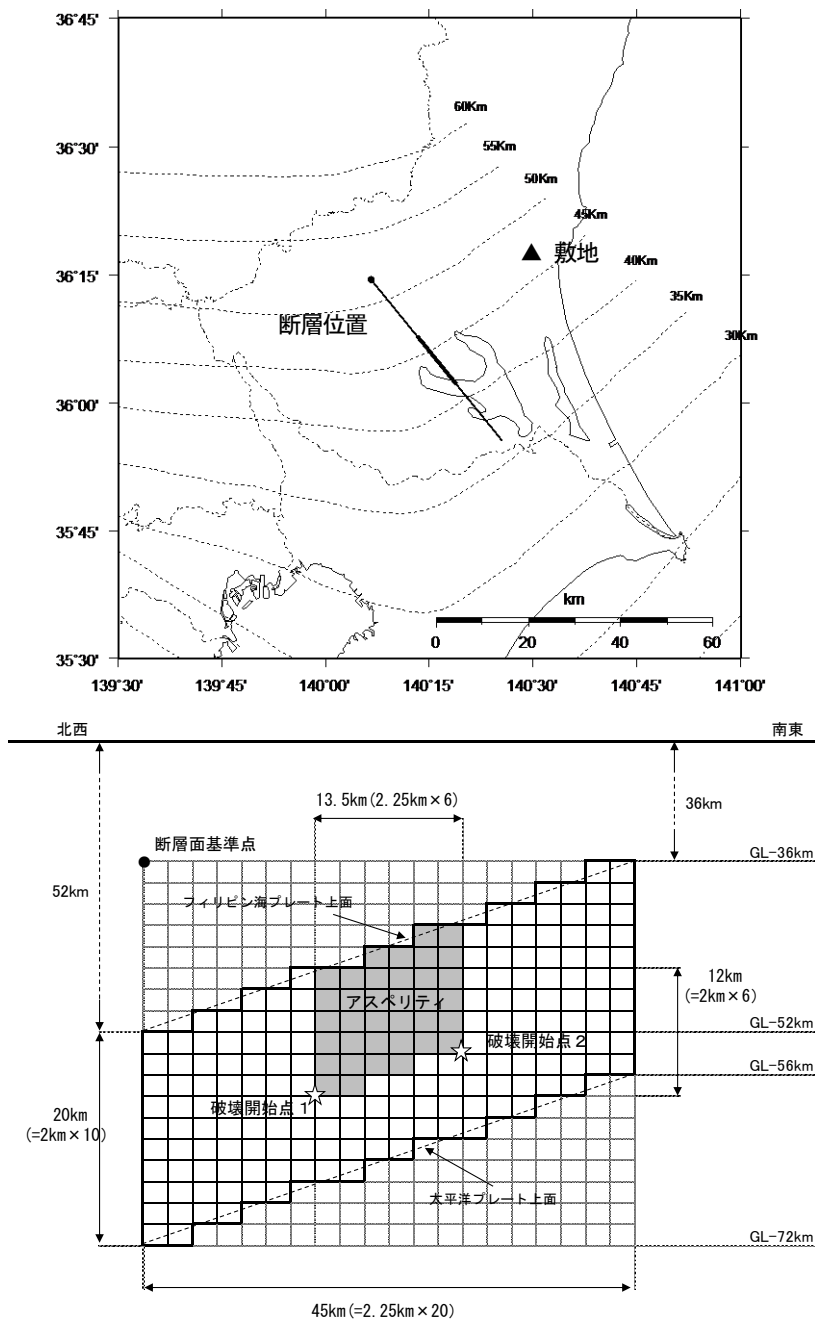 36°45'
36°30'
36°15'
36°00'
35°45'
35°30'
139°30'
139°45'
140°00'
140°15'
140°30'
140°45'
141°00'
60Km
55Km
50Km
45Km
40Km
35Km
30Km
敷地
断層位置
km
0 20 40 60
北西
南東
13.5km(2.25km×6)
36km
断層面基準点
GL-36km
52km
フィリピン海プレート上面
アスペリティ
12km
(=2km×6)
GL-52km
破壊開始点2
GL-56km
破壊開始点1
20km
(=2km×10)
太平洋プレート上面
GL-72km
45km(=2.25km×20)